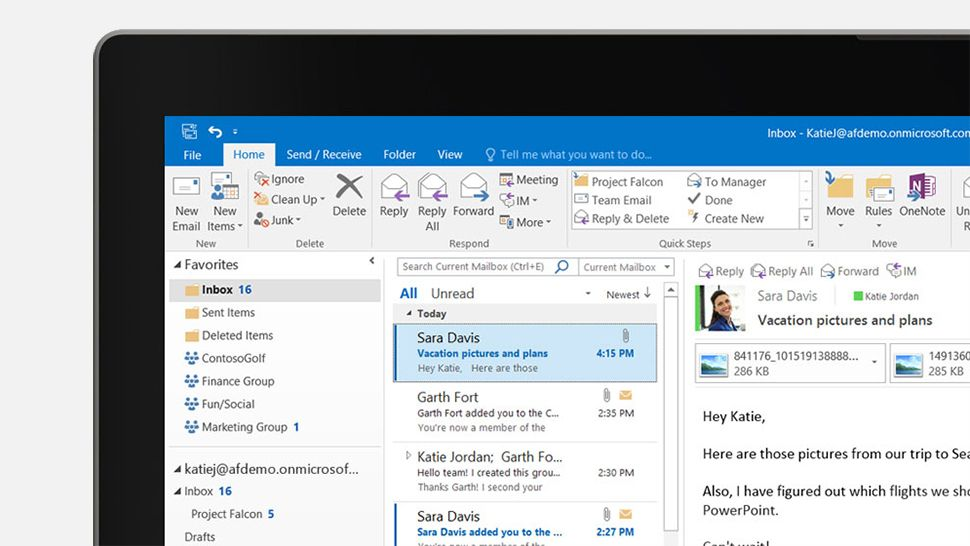 Inbox - KatieJ@afdemo.onmicrosoft.com
File Home Send / Receive Folder View Tell me what you want to do...
New Email
New Items
Ignore
Clean Up
Junk
Delete
Reply
Reply All
Forward
Meeting
IM
More
Project Falcon
Team Email
Reply & Delete
To Manager
Done
Create New
Move
Rules
OneNote
New Delete Respond Quick Steps Move
Favorites
Inbox 16
Sent Items
Deleted Items
ContosoGolf
Finance Group
Fun/Social
Marketing Group 1
katiej@afdemo.onmicrosof...
Inbox 16
Project Falcon 5
Drafts
Search Current Mailbox (Ctrl+E) Current Mailbox
All Unread Newest
Today
Sara Davis
Vacation pictures and plans 4:15 PM
Hey Katie, Here are those
Garth Fort
Garth Fort added you to the C... 2:35 PM
You're now a member of the
Katie Jordan; Garth Fo...
Hello team! I created this grou... 2:30 PM
Thanks Garth! I second your
Sara Davis
Sara Davis added you to the ... 2:27 PM
You're now a member of the
Reply Reply All Forward IM
Sara Davis Katie Jordan
Vacation pictures and plans
841176_101519138888...
286 KB
1491360
285 KB
Hey Katie,
Here are those pictures from our trip to Sea
Also, I have figured out which flights we sho
PowerPoint.
Can't wait!